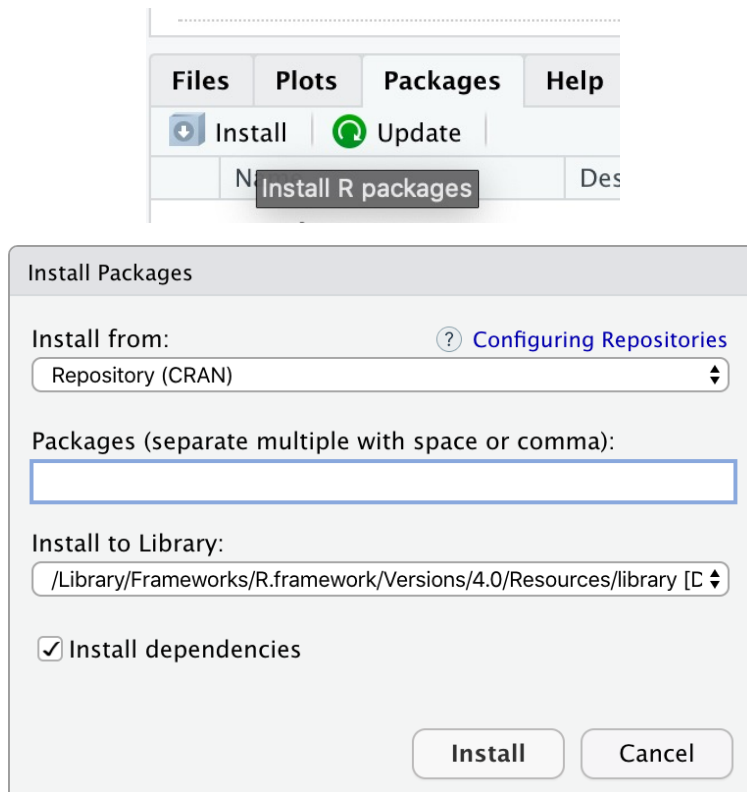 Files Plots Packages Help
Install Update
Install R packages
Des
Install Packages
Install from: ? Configuring Repositories
Repository (CRAN)
Packages (separate multiple with space or comma):
Install to Library:
/Library/Frameworks/R.framework/Versions/4.0/Resources/library [D
Install dependencies
Install Cancel